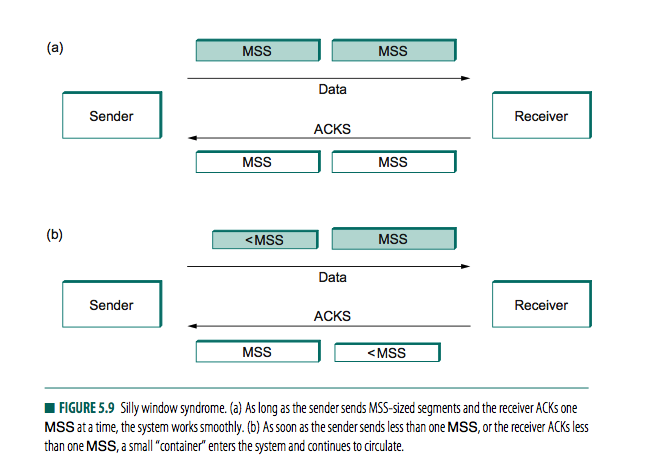 (a)
MSS MSS
Data
Sender Receiver
ACKS
MSS MSS
(b)
<MSS MSS
Data
Sender Receiver
ACKS
MSS <MSS
■ FIGURE 5.9 Silly window syndrome. (a) As long as the sender sends MSS-sized segments and the receiver ACKs one
MSS at a time, the system works smoothly. (b) As soon as the sender sends less than one MSS, or the receiver ACKs less
than one MSS, a small “container” enters the system and continues to circulate.